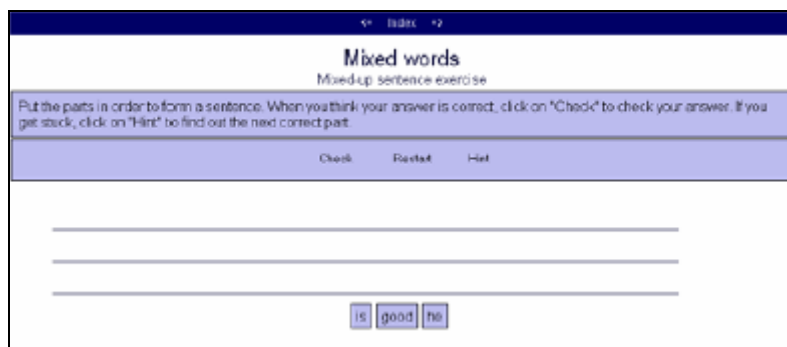 <= Index =>
Mixed words
Mixed-up sentence exercise
Put the parts in order to form a sentence. When you think your answer is correct, click on "Check" to check your answer. If you
get stuck, click on "Hint" to find out the next correct part.
Check Restart Hint
is good he